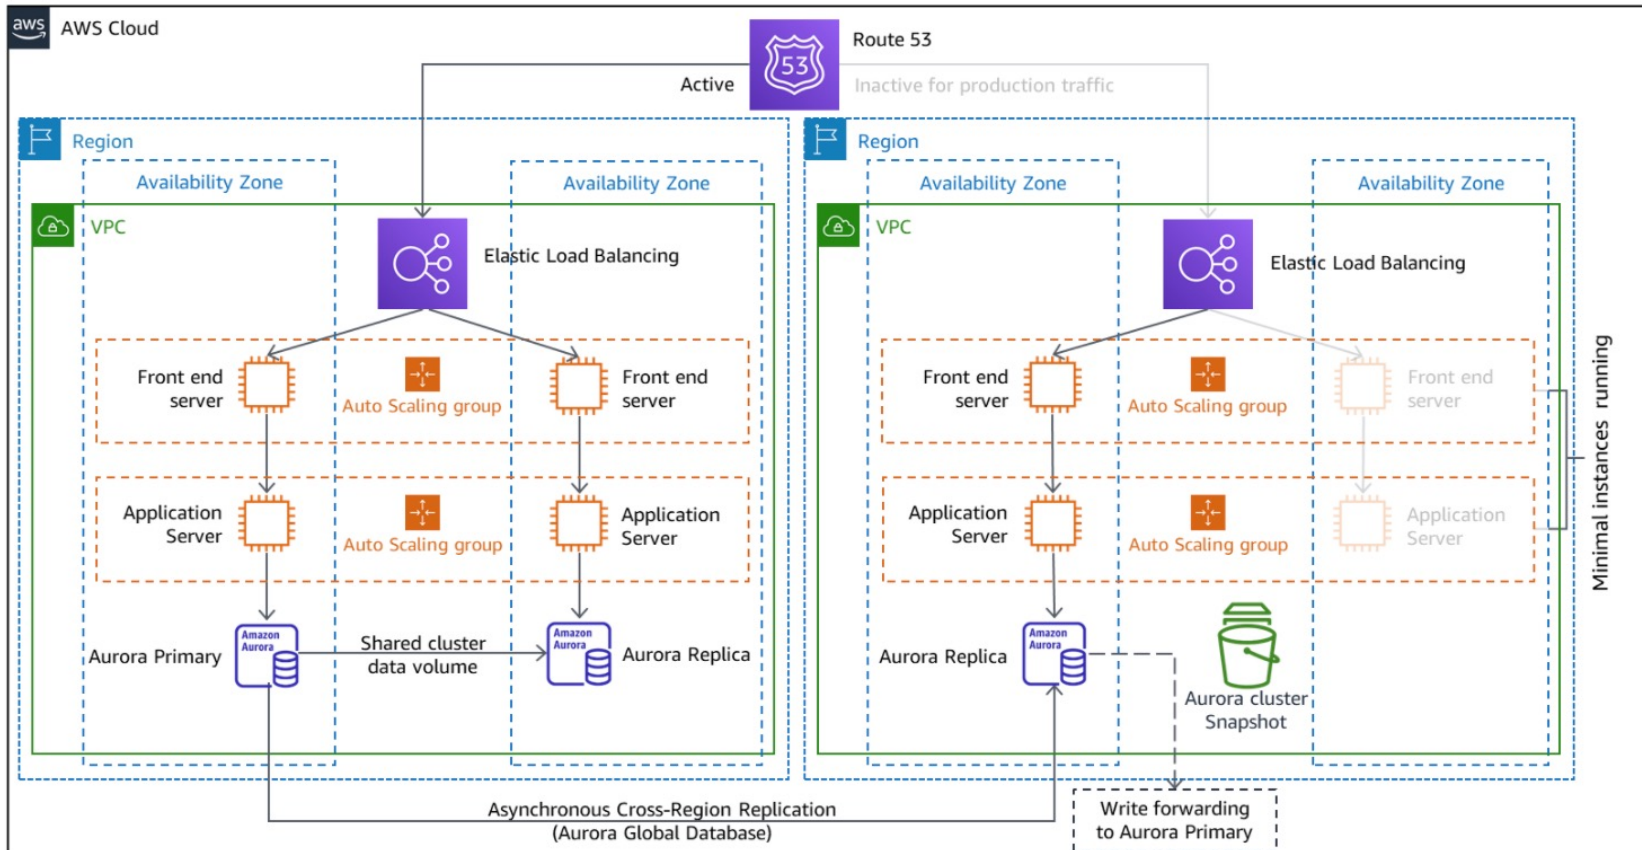 aws
AWS Cloud
Route 53
53
Active
Inactive for production traffic
Region
Availability Zone
Availability Zone
VPC
Elastic Load Balancing
Front end
server
Auto Scaling group
Front end
server
Application
Server
Auto Scaling group
Application
Server
Aurora Primary
Amazon
Aurora
Shared cluster
data volume
Amazon
Aurora
Aurora Replica
Region
Availability Zone
Availability Zone
VPC
Elastic Load Balancing
Front end
server
Auto Scaling group
Front end
server
Application
Server
Auto Scaling group
Application
Server
Minimal instances running
Aurora Replica
Amazon
Aurora
Aurora cluster
Snapshot
Asynchronous Cross-Region Replication
(Aurora Global Database)
Write forwarding
to Aurora Primary